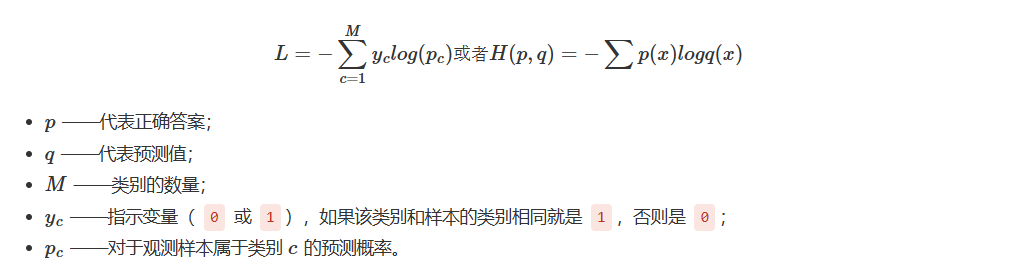 L = -\sum_{c=1}^{M} y_c log(p_c)或者H(p, q) = -\sum p(x)logq(x)
• p ——代表正确答案；
• q ——代表预测值；
• M ——类别的数量；
• y_c ——指示变量（ 0 或 1 ），如果该类别和样本的类别相同就是 1 ，否则是 0 ；
• p_c ——对于观测样本属于类别 c 的预测概率。